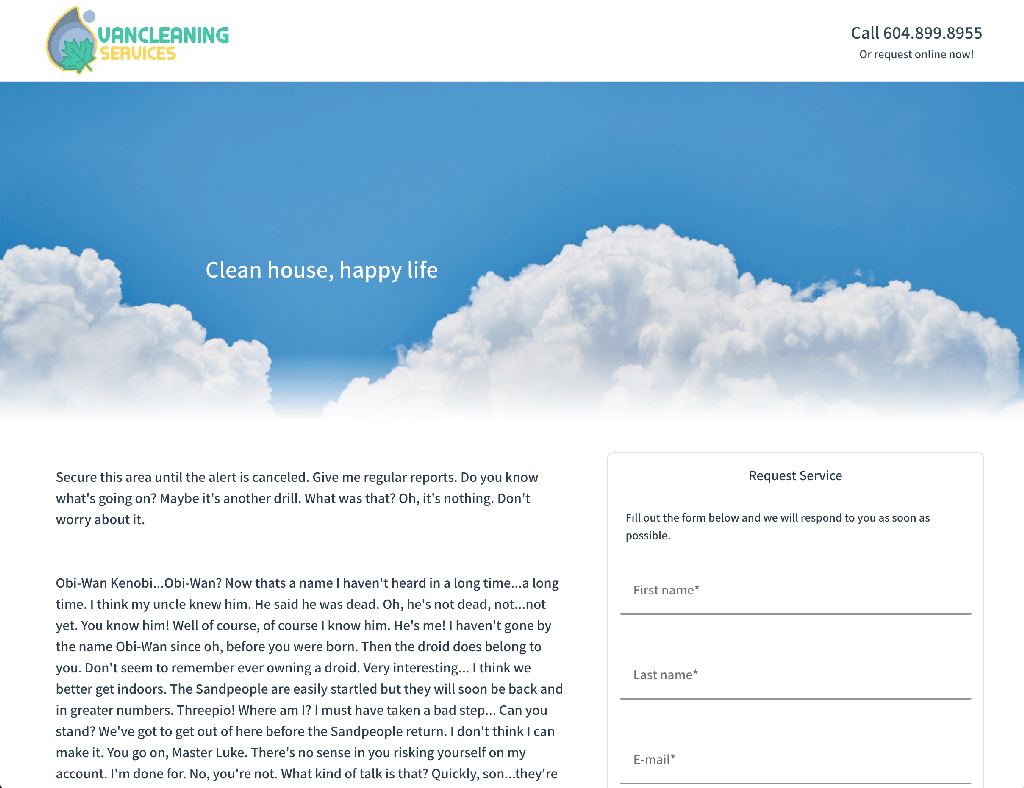 VANCLEANING
SERVICES
Call 604.899.8955
Or request online now!
Clean house, happy life
Secure this area until the alert is canceled. Give me regular reports. Do you know
what's going on? Maybe it's another drill. What was that? Oh, it's nothing. Don't
worry about it.
Obi-Wan Kenobi...Obi-Wan? Now thats a name I haven't heard in a long time...a long
time. I think my uncle knew him. He said he was dead. Oh, he's not dead, not...not
yet. You know him! Well of course, of course I know him. He's me! I haven't gone by
the name Obi-Wan since oh, before you were born. Then the droid does belong to
you. Don't seem to remember ever owning a droid. Very interesting... I think we
better get indoors. The Sandpeople are easily startled but they will soon be back and
in greater numbers. Threepio! Where am I? I must have taken a bad step... Can you
stand? We've got to get out of here before the Sandpeople return. I don't think I can
make it. You go on, Master Luke. There's no sense in you risking yourself on my
account. I'm done for. No, you're not. What kind of talk is that? Quickly, son...they're
Request Service
Fill out the form below and we will respond to you as soon as
possible.
First name*
Last name*
E-mail*